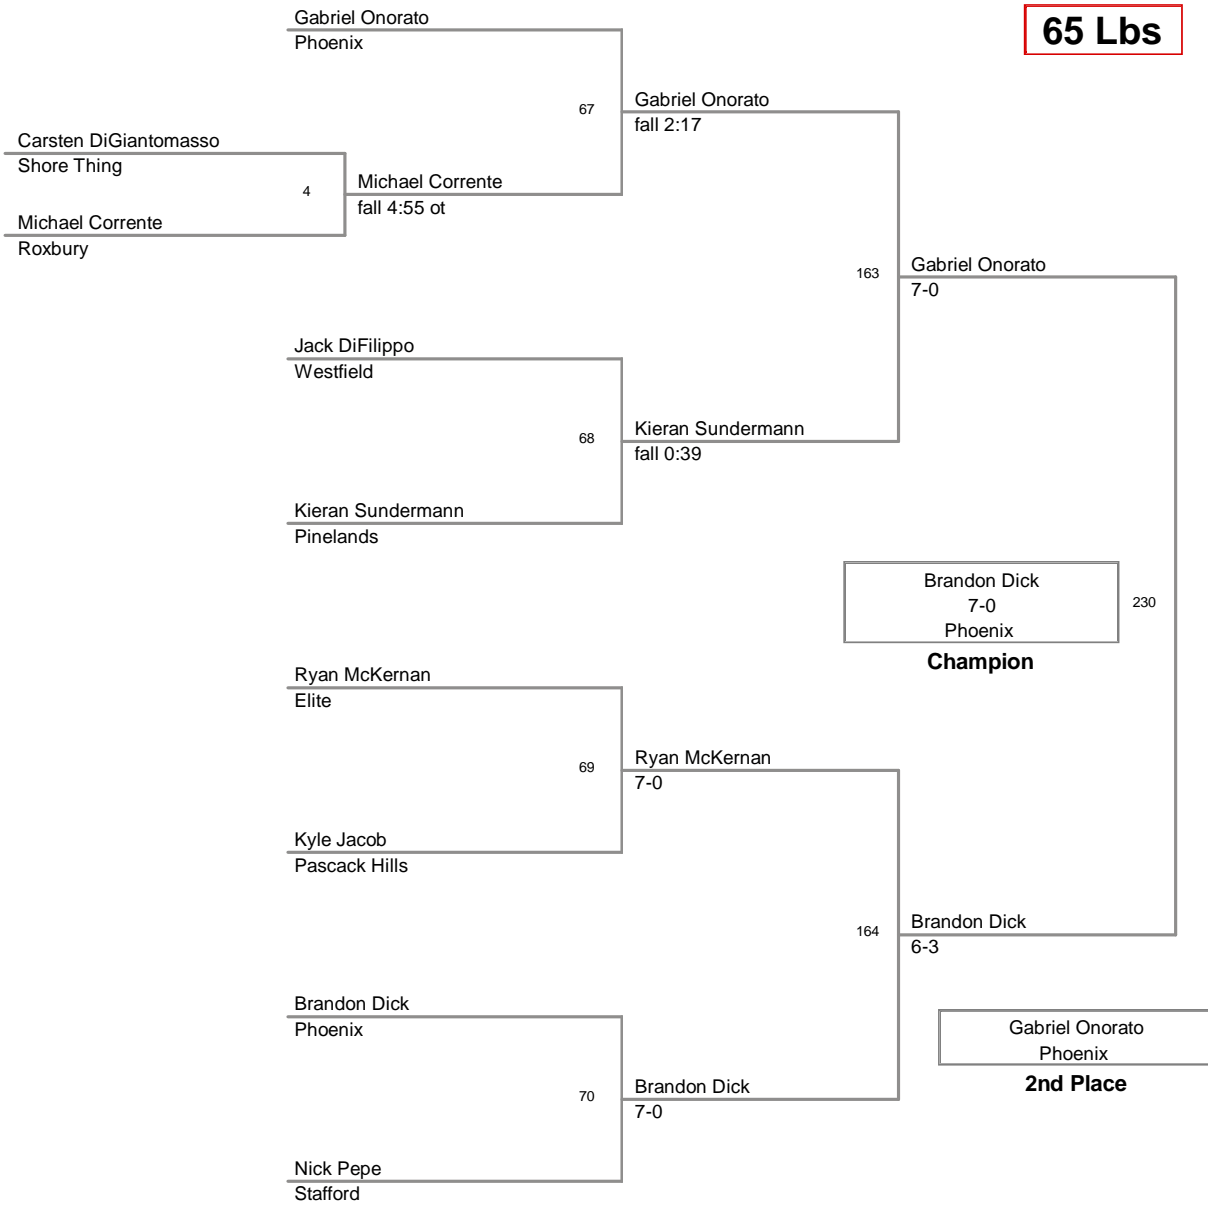 Gabriel Onorato
Phoenix
65 Lbs
67
Gabriel Onorato
fall 2:17
Carsten DiGiantomasso
Shore Thing
4
Michael Corrente
fall 4:55 ot
Michael Corrente
Roxbury
163
Gabriel Onorato
7-0
Jack DiFilippo
Westfield
68
Kieran Sundermann
fall 0:39
Kieran Sundermann
Pinelands
Brandon Dick
7-0
Phoenix
230
Champion
Ryan McKernan
Elite
69
Ryan McKernan
7-0
Kyle Jacob
Pascack Hills
164
Brandon Dick
6-3
Brandon Dick
Phoenix
Gabriel Onorato
Phoenix
2nd Place
70
Brandon Dick
7-0
Nick Pepe
Stafford